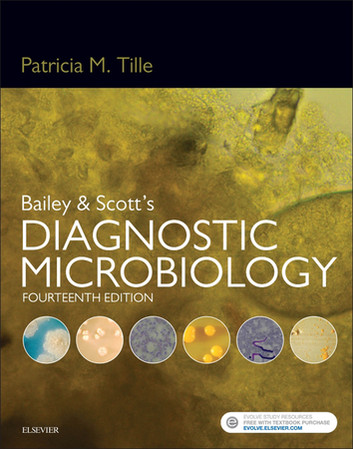 Patricia M. Tille
Bailey & Scott's
DIAGNOSTIC
MICROBIOLOGY
FOURTEENTH EDITION
ELSEVIER
EVOLVE STUDY RESOURCES
FREE WITH TEXTBOOK PURCHASE
EVOLVE.ELSEVIER.COM